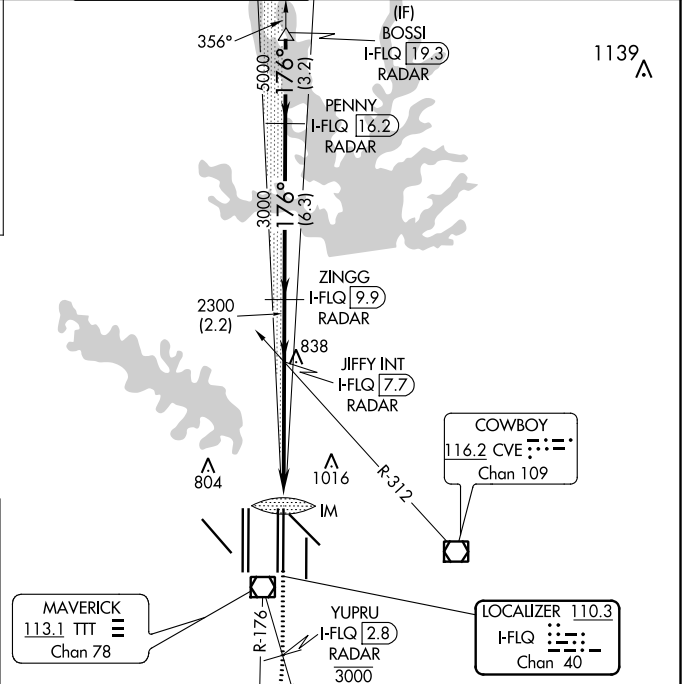 (IF)
BOSSI
I-FLQ 19.3
RADAR
356°
5000
176°
(3.2)
1139
PENNY
I-FLQ 16.2
RADAR
3000
176°
(6.3)
ZINGG
I-FLQ 9.9
RADAR
2300
(2.2)
838
JIFFY INT
I-FLQ 7.7
RADAR
COWBOY
116.2 CVE
Chan 109
R-312
804
1016
IM
MAVERICK
113.1 TTT
Chan 78
R-176
YUPRU
I-FLQ 2.8
RADAR
3000
LOCALIZER 110.3
I-FLQ
Chan 40